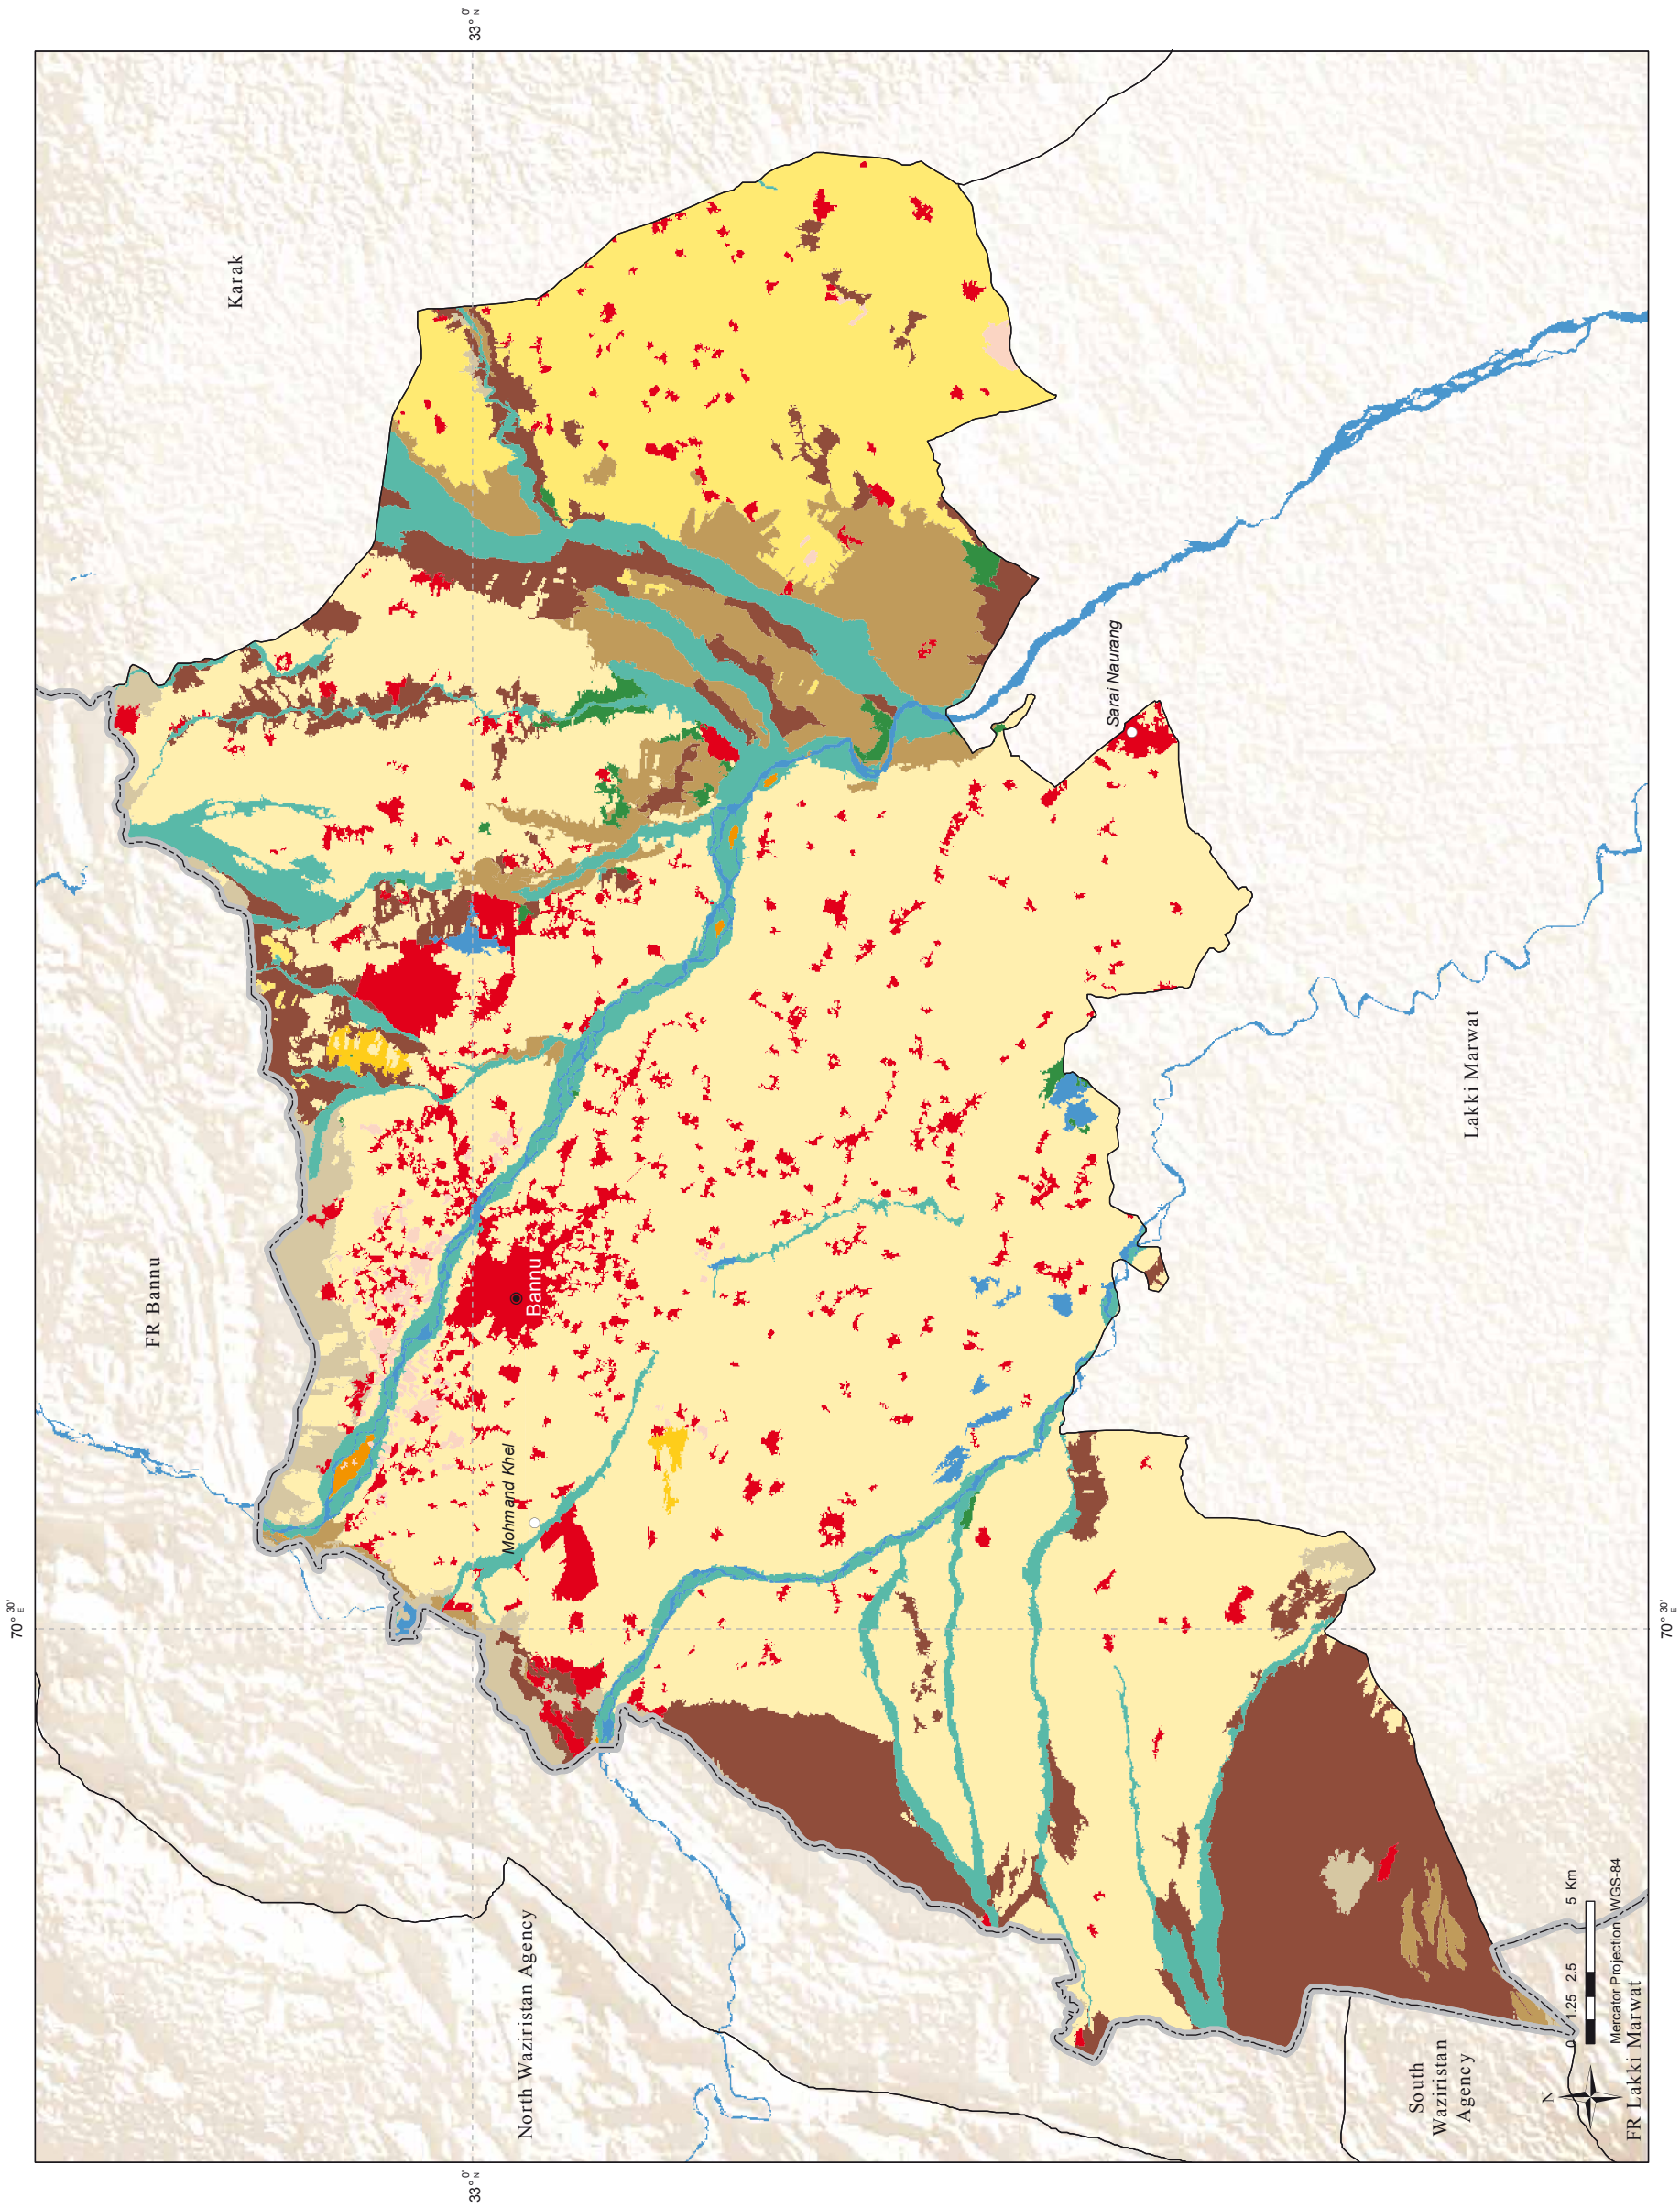 33° 0' N
Karak
FR Bannu
Sarai Naurang
Lakki Marwat
Bannu
Mohmand Khel
70° 30' E
70° 30' E
North Waziristan Agency
South
Waziristan
Agency
FR Lakki Marwat
N
0 1.25 2.5 5 Km
Mercator Projection WGS-84
33° 0' N